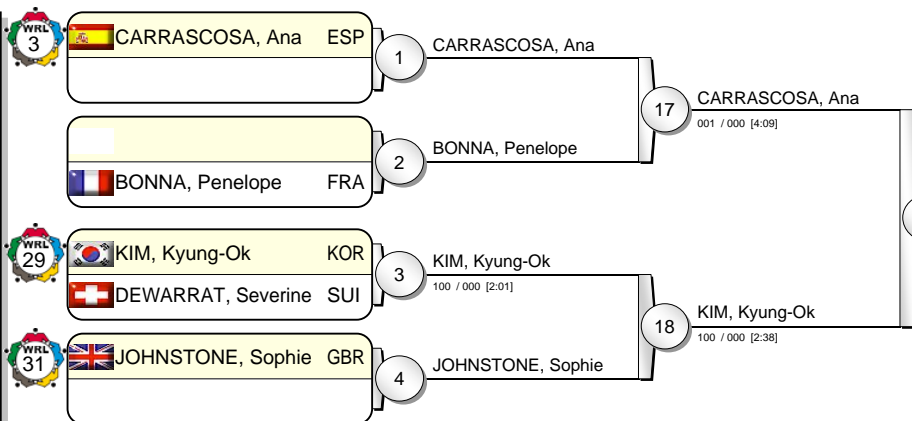 WRL
3
CARRASCOSA, Ana ESP
1
CARRASCOSA, Ana
17
CARRASCOSA, Ana
001 / 000 [4:09]
2
BONNA, Penelope
BONNA, Penelope FRA
WRL
29
KIM, Kyung-Ok KOR
3
KIM, Kyung-Ok
100 / 000 [2:01]
DEWARRAT, Severine SUI
18
KIM, Kyung-Ok
100 / 000 [2:38]
WRL
31
JOHNSTONE, Sophie GBR
4
JOHNSTONE, Sophie